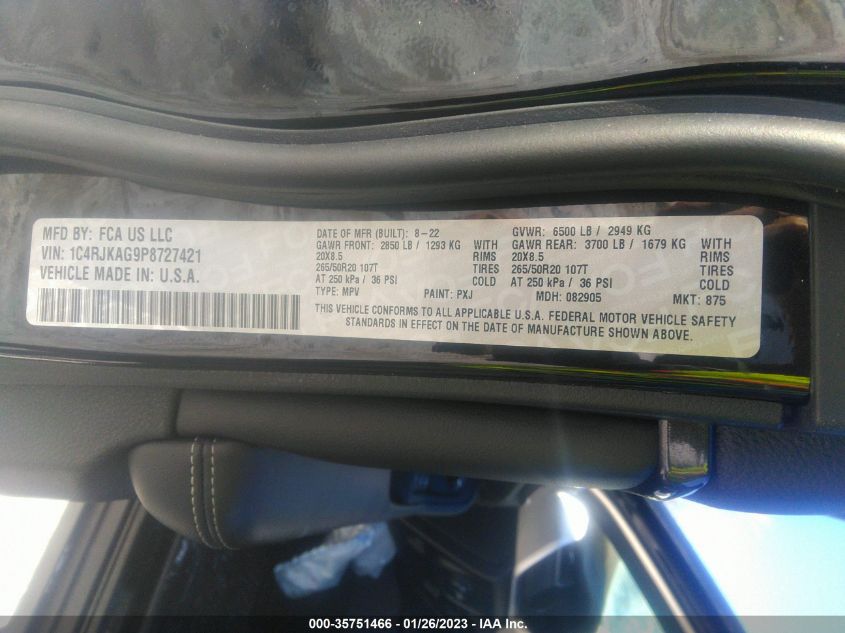 MFD BY: FCA US LLC
VIN: 1C4RJKAG9P8727421
VEHICLE MADE IN U.S.A.
DATE OF MFR (BUILT): 8-22 GVWR: 6500 LB / 2949 KG
GAWR FRONT: 2850 LB / 1293 KG GAWR REAR: 3700 LB / 1679 KG
20X8.5 RIMS 20X8.5 RIMS
265/50R20 107T TIRES 265/50R20 107T TIRES
AT 250 kPa / 36 PSI COLD AT 250 kPa / 36 PSI COLD
TYPE: MPV PAINT: PXJ MDH: 082905 MKT: 875
THIS VEHICLE CONFORMS TO ALL APPLICABLE U.S.A. FEDERAL MOTOR VEHICLE SAFETY
STANDARDS IN EFFECT ON THE DATE OF MANUFACTURE SHOWN ABOVE.
000-35751466 - 01/26/2023 - IAA Inc.